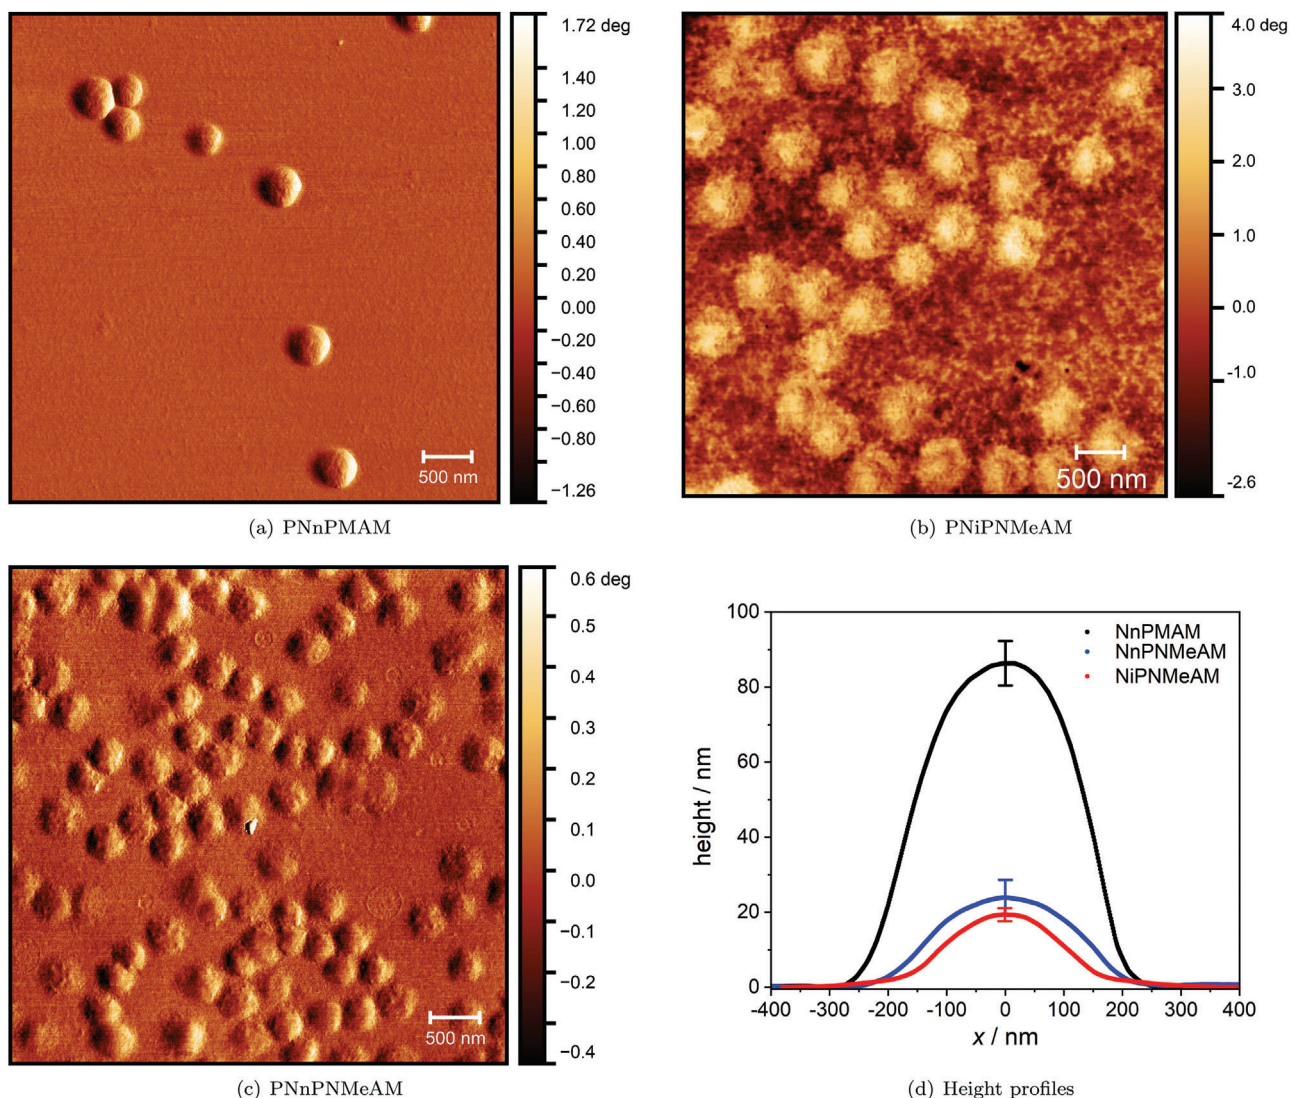 1.72 deg
1.40
1.20
1.00
0.80
0.60
0.40
0.20
0.00
−0.20
−0.40
−0.60
−0.80
−1.26
500 nm
(a) PNnPMAM
4.0 deg
3.0
2.0
1.0
0.0
-1.0
-2.6
500 nm
(b) PNiPNMeAM
0.6 deg
0.5
0.4
0.3
0.2
0.1
0.0
−0.1
−0.2
−0.4
500 nm
(c) PNnPNMeAM
100
80
60
40
20
0
height / nm
NnPMAM
NnPNMeAM
NiPNMeAM
-400 -300 -200 -100 0 100 200 300 400
x / nm
(d) Height profiles